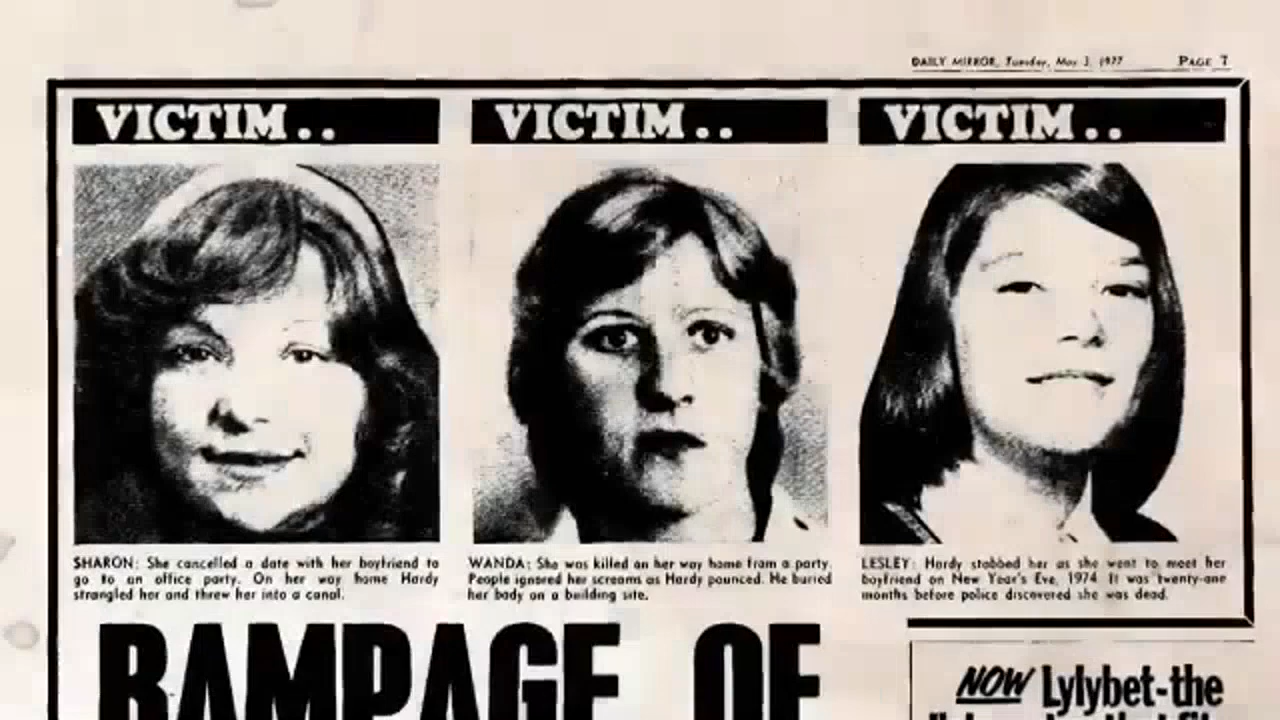 DAILY MIRROR, Tuesday, May 3, 1977 PAGE 7
VICTIM..
VICTIM..
VICTIM..
SHARON: She cancelled a date with her boyfriend to
go to an office party. On her way home Hardy
strangled her and threw her into a canal.
WANDA: She was killed on her way home from a party.
People ignored her screams as Hardy pounced. He buried
her body on a building site.
LESLEY: Hardy stabbed her as she went to meet her
boyfriend on New Year's Eve, 1974. It was twenty-one
months before police discovered she was dead.
RAMPAGE OF
NOW Lylybet-the